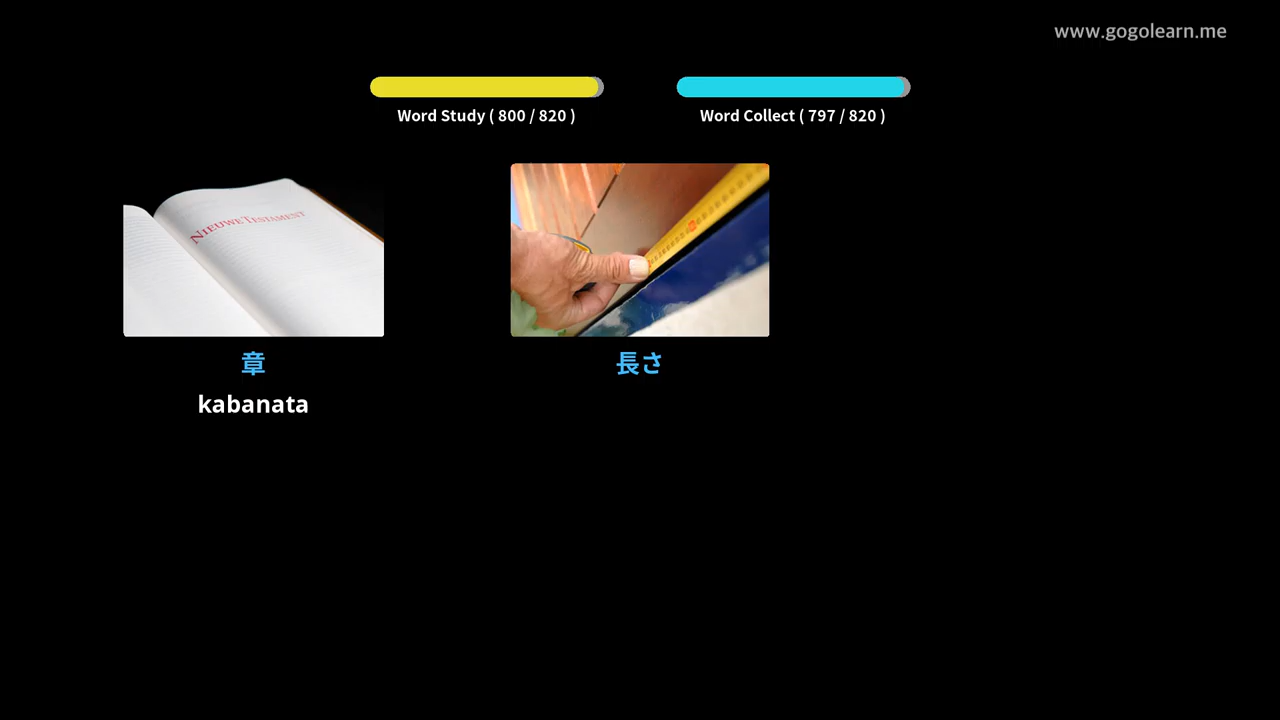 www.gogolearn.me
Word Study ( 800 / 820 )
Word Collect ( 797 / 820 )
NIEUWE TESTAMENT
章
長さ
kabanata